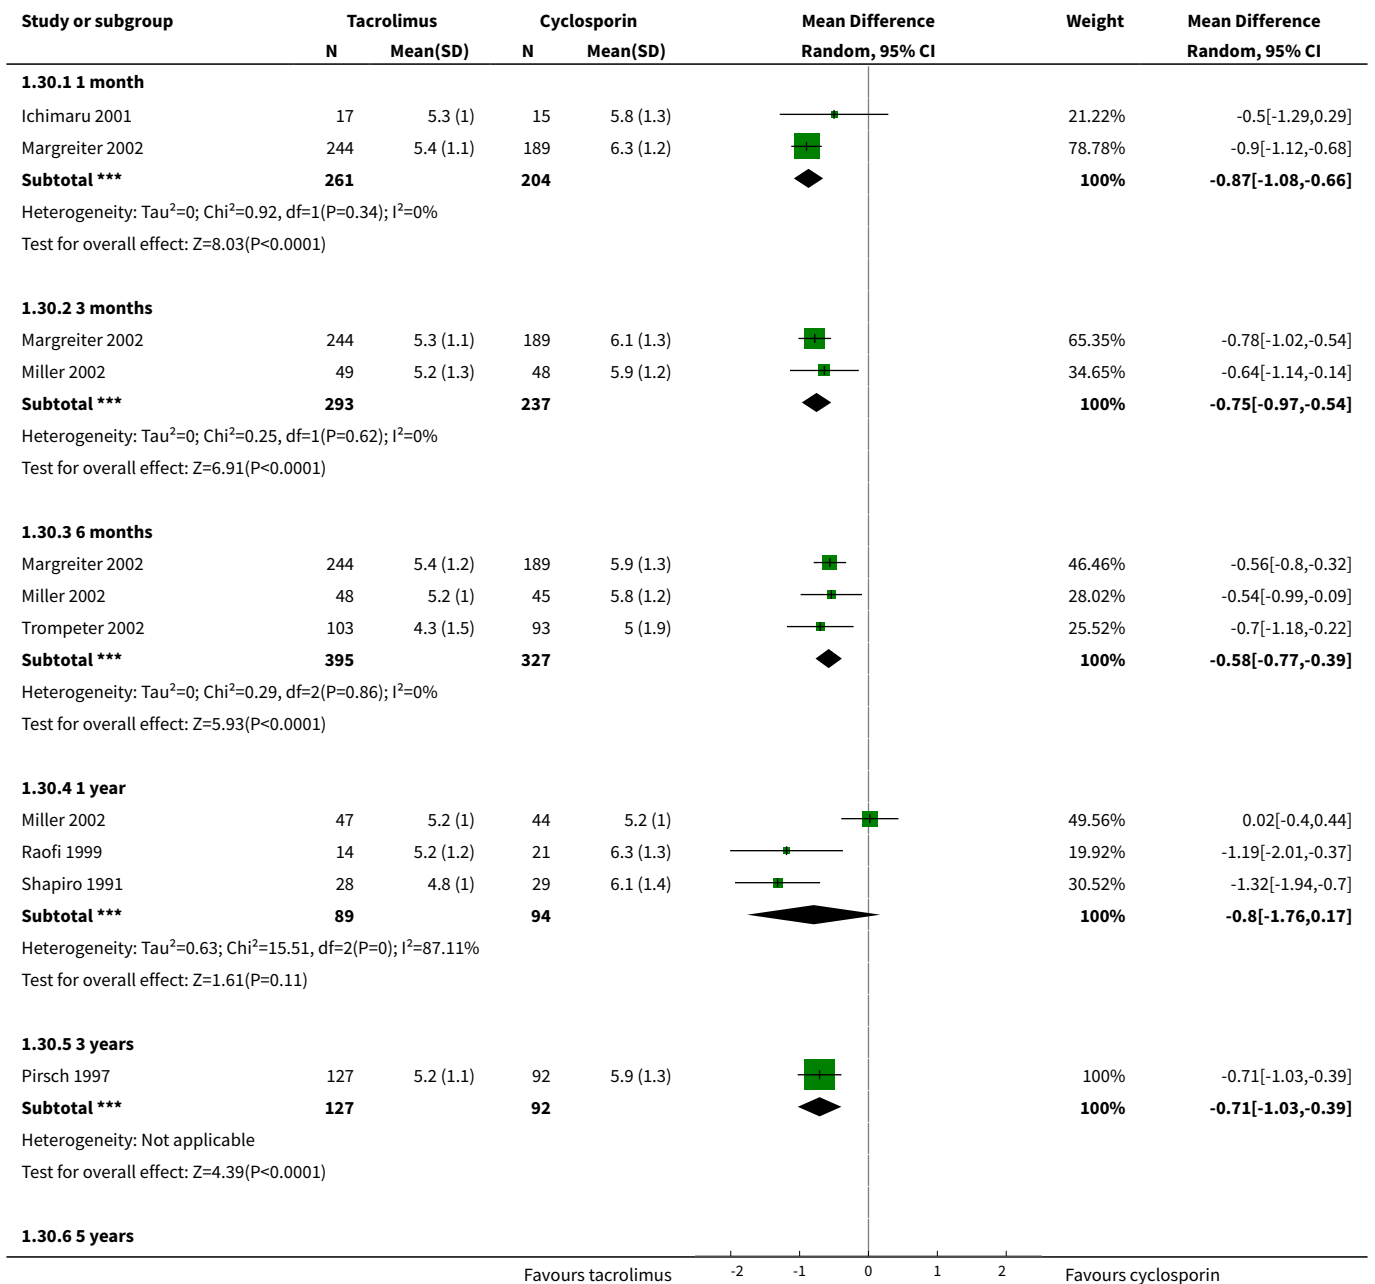 Study or subgroup Tacrolimus Cyclosporin Mean Difference Weight Mean Difference
N Mean(SD) N Mean(SD) Random, 95% CI Random, 95% CI
1.30.1 1 month
Ichimaru 2001 17 5.3 (1) 15 5.8 (1.3) 21.22% -0.5[-1.29,0.29]
Margreiter 2002 244 5.4 (1.1) 189 6.3 (1.2) 78.78% -0.9[-1.12,-0.68]
Subtotal *** 261 204 100% -0.87[-1.08,-0.66]
Heterogeneity: Tau²=0; Chi²=0.92, df=1(P=0.34); I²=0%
Test for overall effect: Z=8.03(P<0.0001)
1.30.2 3 months
Margreiter 2002 244 5.3 (1.1) 189 6.1 (1.3) 65.35% -0.78[-1.02,-0.54]
Miller 2002 49 5.2 (1.3) 48 5.9 (1.2) 34.65% -0.64[-1.14,-0.14]
Subtotal *** 293 237 100% -0.75[-0.97,-0.54]
Heterogeneity: Tau²=0; Chi²=0.25, df=1(P=0.62); I²=0%
Test for overall effect: Z=6.91(P<0.0001)
1.30.3 6 months
Margreiter 2002 244 5.4 (1.2) 189 5.9 (1.3) 46.46% -0.56[-0.8,-0.32]
Miller 2002 48 5.2 (1) 45 5.8 (1.2) 28.02% -0.54[-0.99,-0.09]
Trompeter 2002 103 4.3 (1.5) 93 5 (1.9) 25.52% -0.7[-1.18,-0.22]
Subtotal *** 395 327 100% -0.58[-0.77,-0.39]
Heterogeneity: Tau²=0; Chi²=0.29, df=2(P=0.86); I²=0%
Test for overall effect: Z=5.93(P<0.0001)
1.30.4 1 year
Miller 2002 47 5.2 (1) 44 5.2 (1) 49.56% 0.02[-0.4,0.44]
Raofi 1999 14 5.2 (1.2) 21 6.3 (1.3) 19.92% -1.19[-2.01,-0.37]
Shapiro 1991 28 4.8 (1) 29 6.1 (1.4) 30.52% -1.32[-1.94,-0.7]
Subtotal *** 89 94 100% -0.8[-1.76,0.17]
Heterogeneity: Tau²=0.63; Chi²=15.51, df=2(P=0); I²=87.11%
Test for overall effect: Z=1.61(P=0.11)
1.30.5 3 years
Pirsch 1997 127 5.2 (1.1) 92 5.9 (1.3) 100% -0.71[-1.03,-0.39]
Subtotal *** 127 92 100% -0.71[-1.03,-0.39]
Heterogeneity: Not applicable
Test for overall effect: Z=4.39(P<0.0001)
1.30.6 5 years
Favours tacrolimus -2 -1 0 1 2 Favours cyclosporin